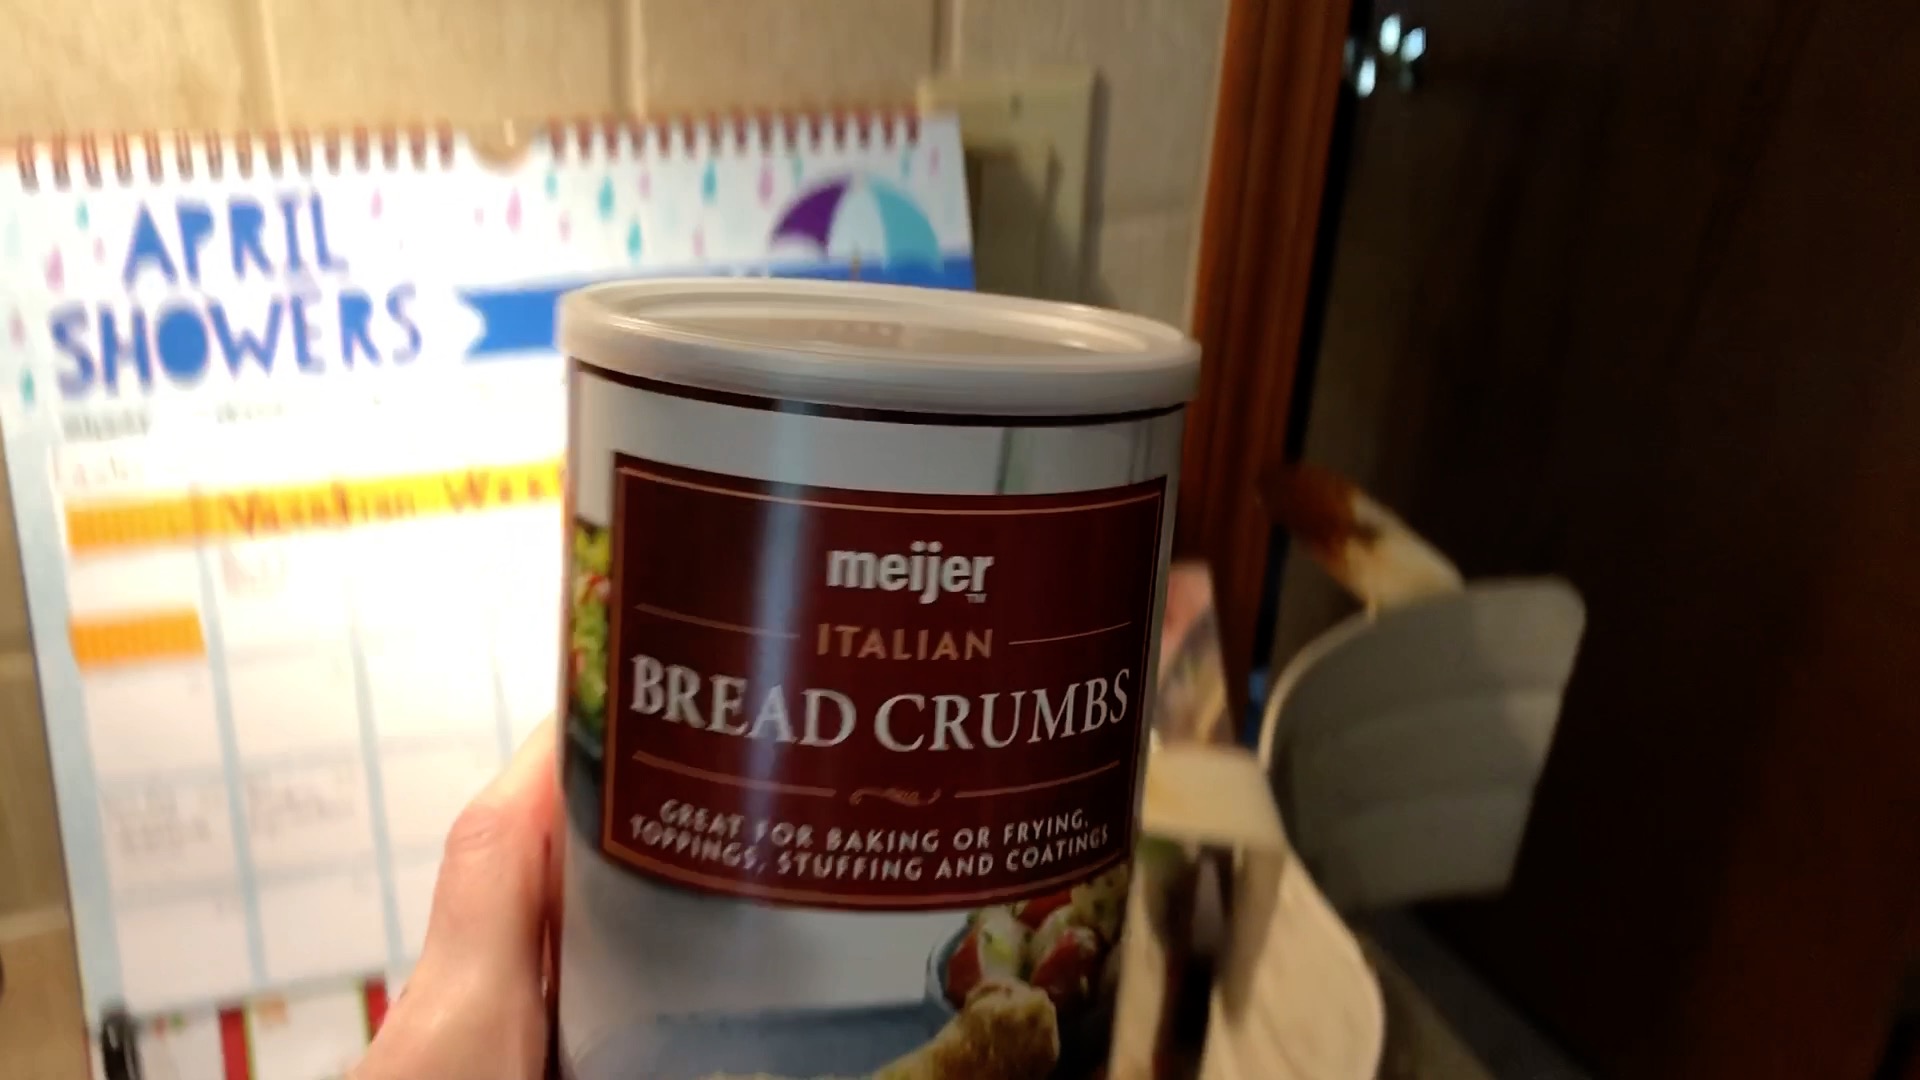 APRIL
SHOWERS
meijer
ITALIAN
BREAD CRUMBS
GREAT FOR BAKING OR FRYING,
TOPPINGS, STUFFING AND COATINGS